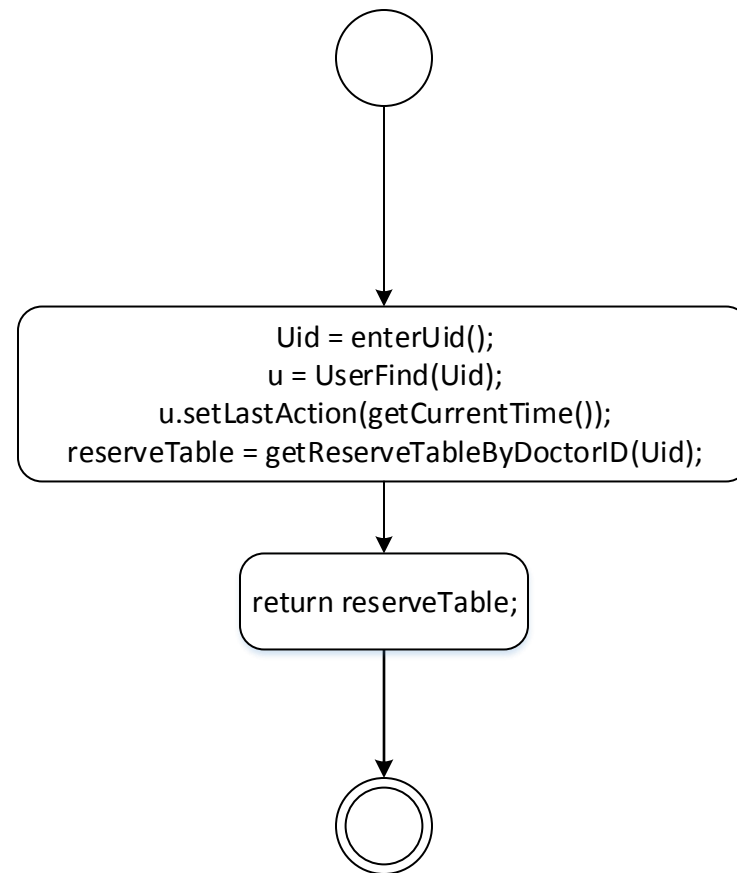 Uid = enterUid();
u = UserFind(Uid);
u.setLastAction(getCurrentTime());
reserveTable = getReserveTableByDoctorID(Uid);
return reserveTable;